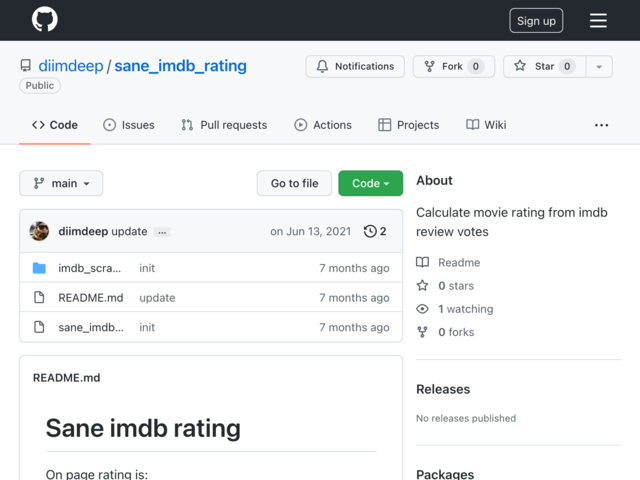 Sign up
diimdeep / sane_imdb_rating
Public
Notifications
Fork 0
Star 0
Code
Issues
Pull requests
Actions
Projects
Wiki
main
Go to file
Code
diimdeep update ...
on Jun 13, 2021
2
imdb_scra... init 7 months ago
README.md update 7 months ago
sane_imdb... init 7 months ago
README.md
Sane imdb rating
On page rating is:
About
Calculate movie rating from imdb
review votes
Readme
0 stars
1 watching
0 forks
Releases
No releases published
Packages